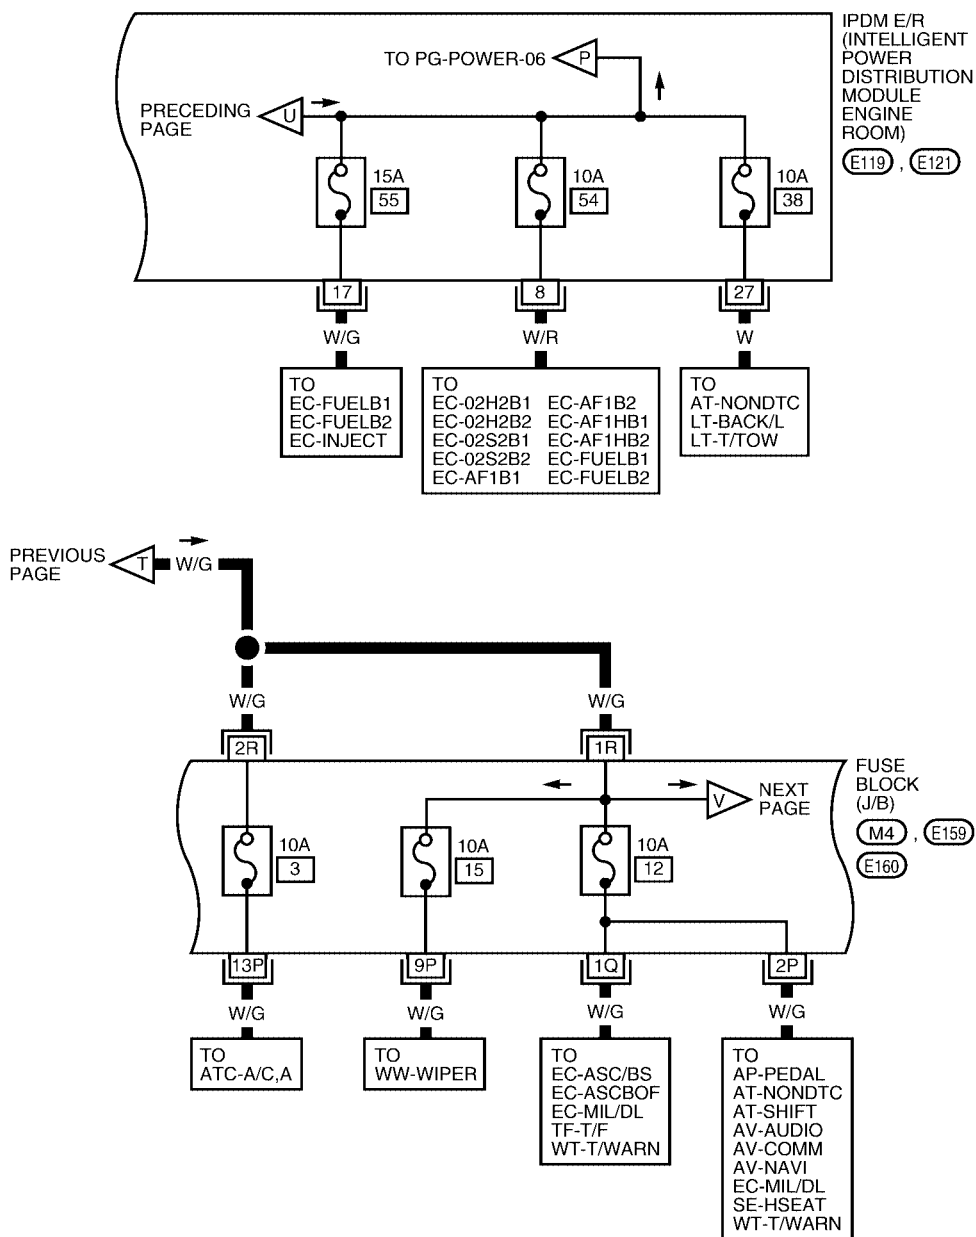 IPDM E/R
(INTELLIGENT
POWER
DISTRIBUTION
MODULE
ENGINE
ROOM)
E119 , E121
TO PG-POWER-06 P
PRECEDING
PAGE
U
15A
55
10A
54
10A
38
17
8
27
W/G
W/R
W
TO
EC-FUELB1
EC-FUELB2
EC-INJECT
TO
EC-02H2B1 EC-AF1B2
EC-02H2B2 EC-AF1HB1
EC-02S2B1 EC-AF1HB2
EC-02S2B2 EC-FUELB1
EC-AF1B1 EC-FUELB2
TO
AT-NONDTC
LT-BACK/L
LT-T/TOW
PREVIOUS
PAGE
T
W/G
W/G
W/G
2R
1R
FUSE
BLOCK
(J/B)
M4 , E159
E160
V
NEXT
PAGE
10A
3
10A
15
10A
12
13P
9P
1Q
2P
W/G
W/G
W/G
W/G
TO
ATC-A/C,A
TO
WW-WIPER
TO
EC-ASC/BS
EC-ASCBOF
EC-MIL/DL
TF-T/F
WT-T/WARN
TO
AP-PEDAL
AT-NONDTC
AT-SHIFT
AV-AUDIO
AV-COMM
AV-NAVI
EC-MIL/DL
SE-HSEAT
WT-T/WARN